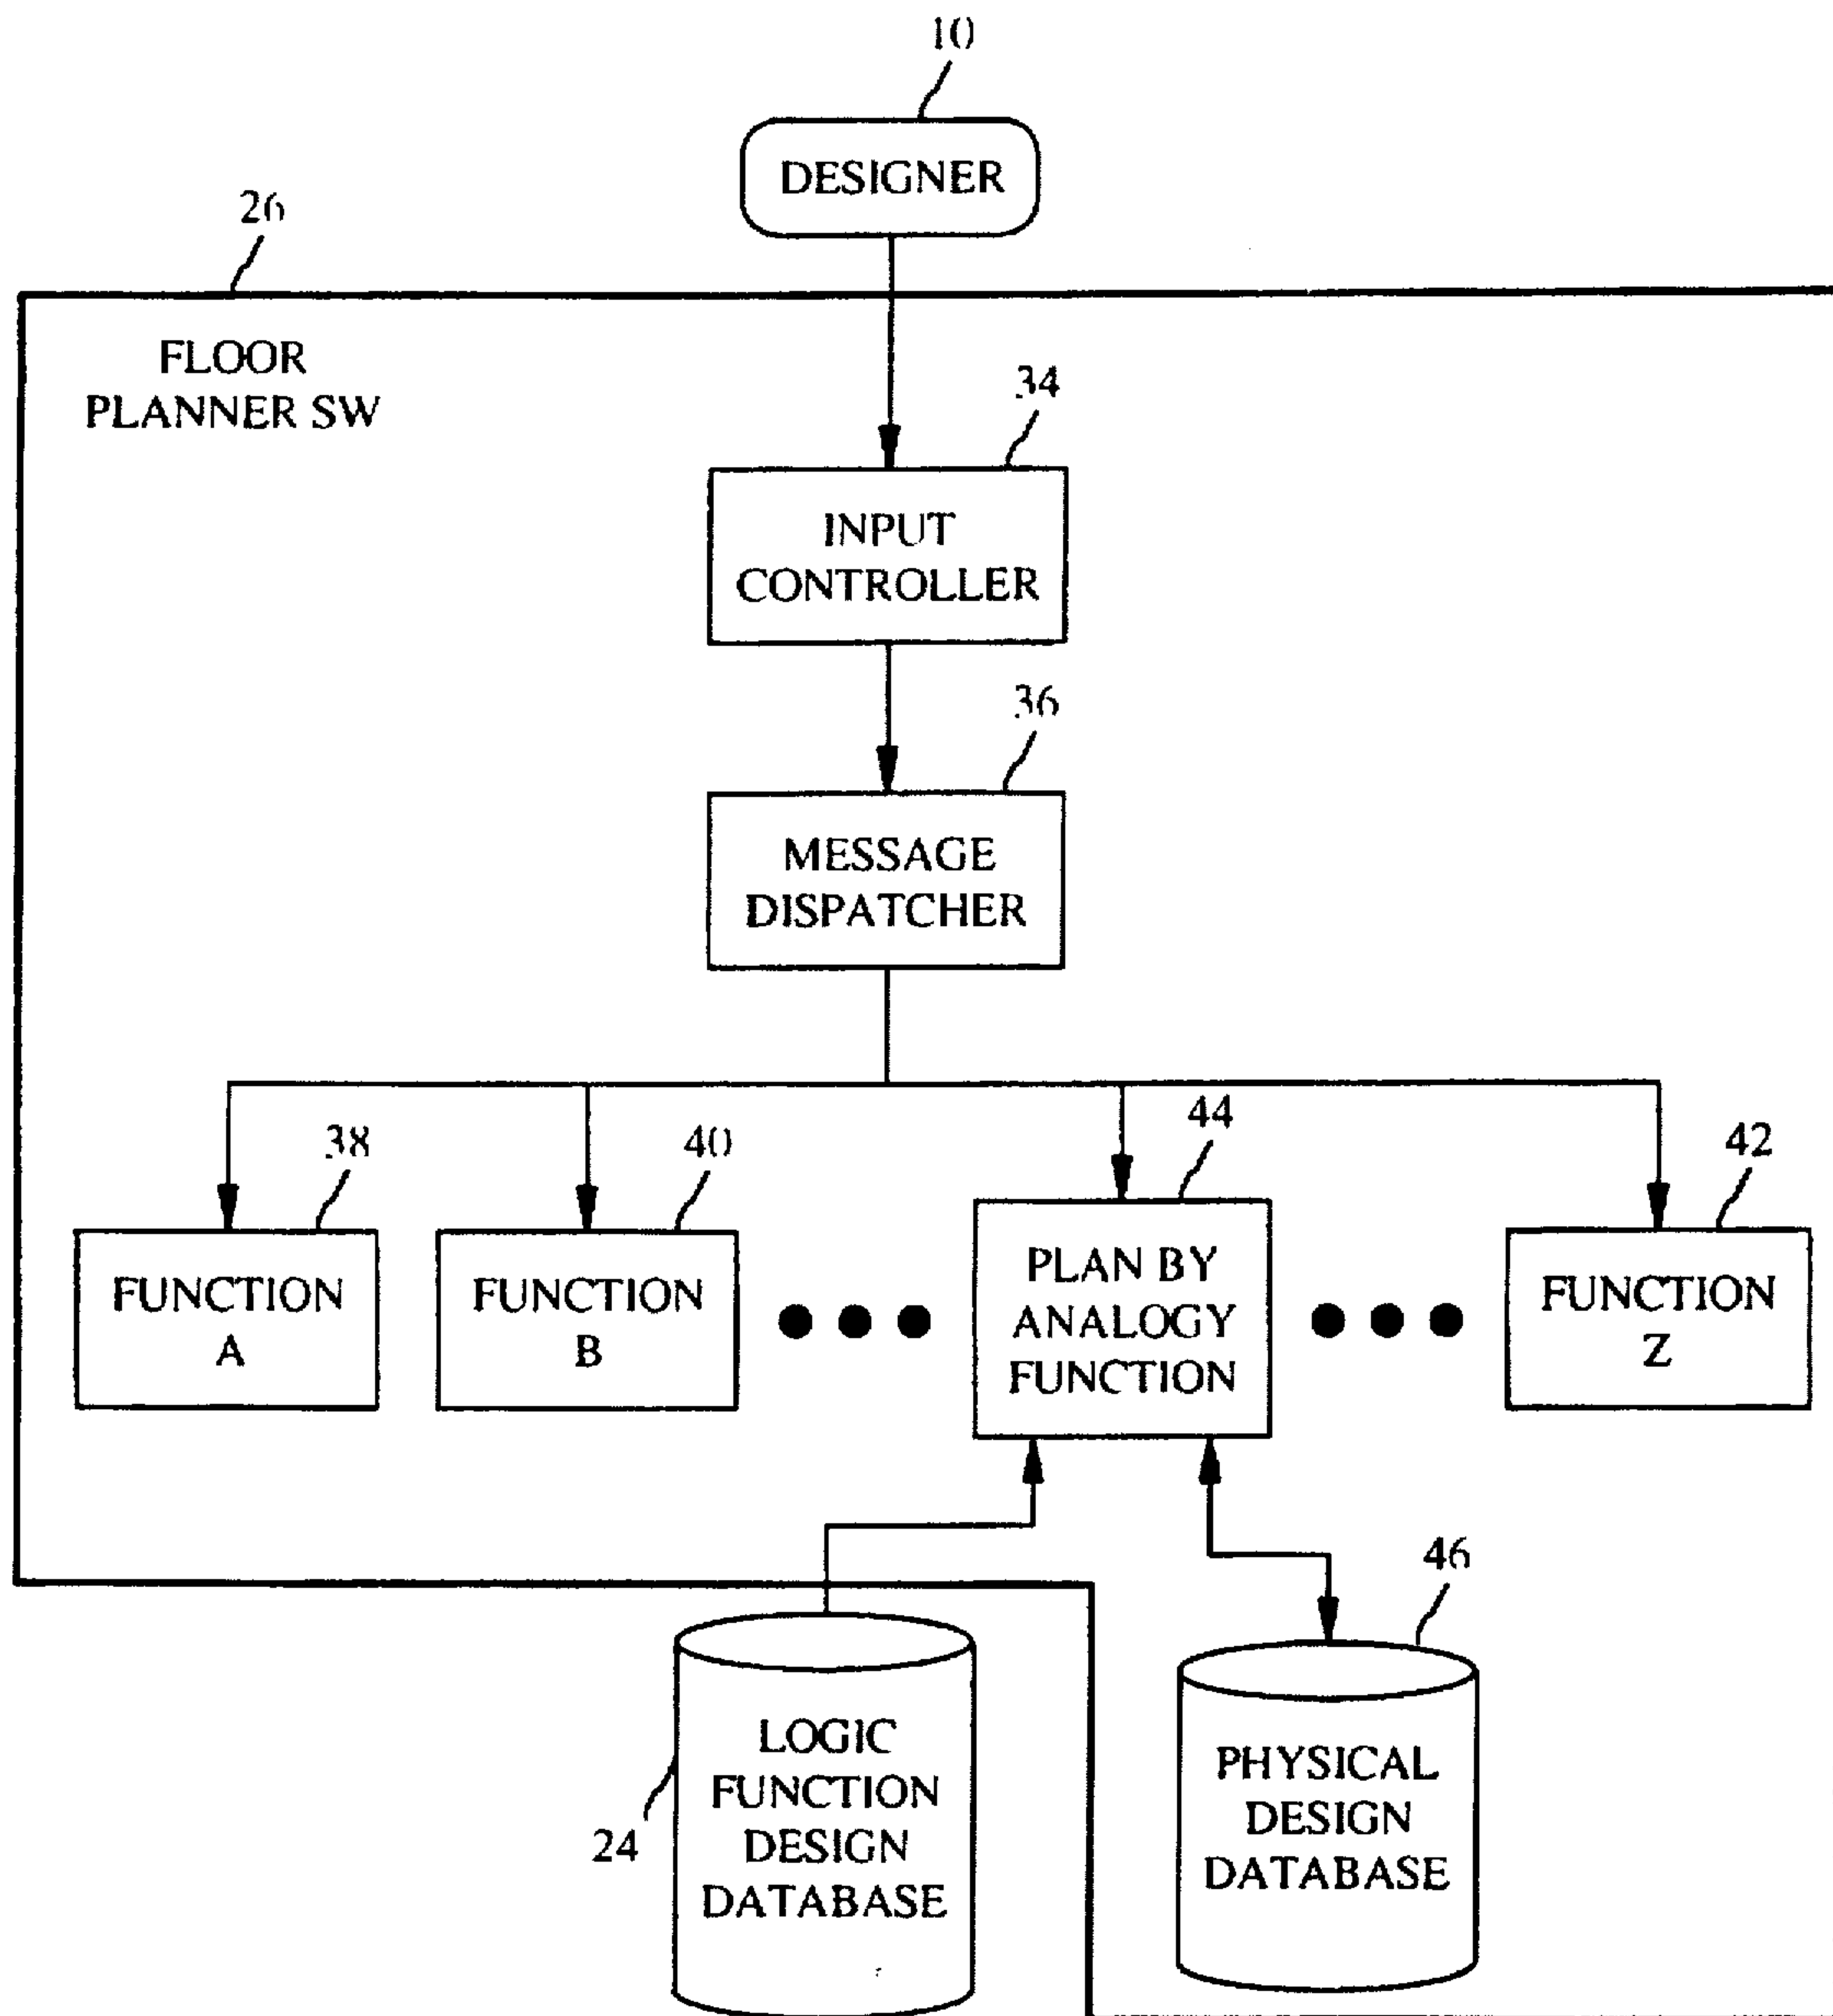 10
DESIGNER
26
FLOOR
PLANNER SW
34
INPUT
CONTROLLER
36
MESSAGE
DISPATCHER
38
40
44
42
FUNCTION
A
FUNCTION
B
PLAN BY
ANALOGY
FUNCTION
FUNCTION
Z
46
24
LOGIC
FUNCTION
DESIGN
DATABASE
PHYSICAL
DESIGN
DATABASE